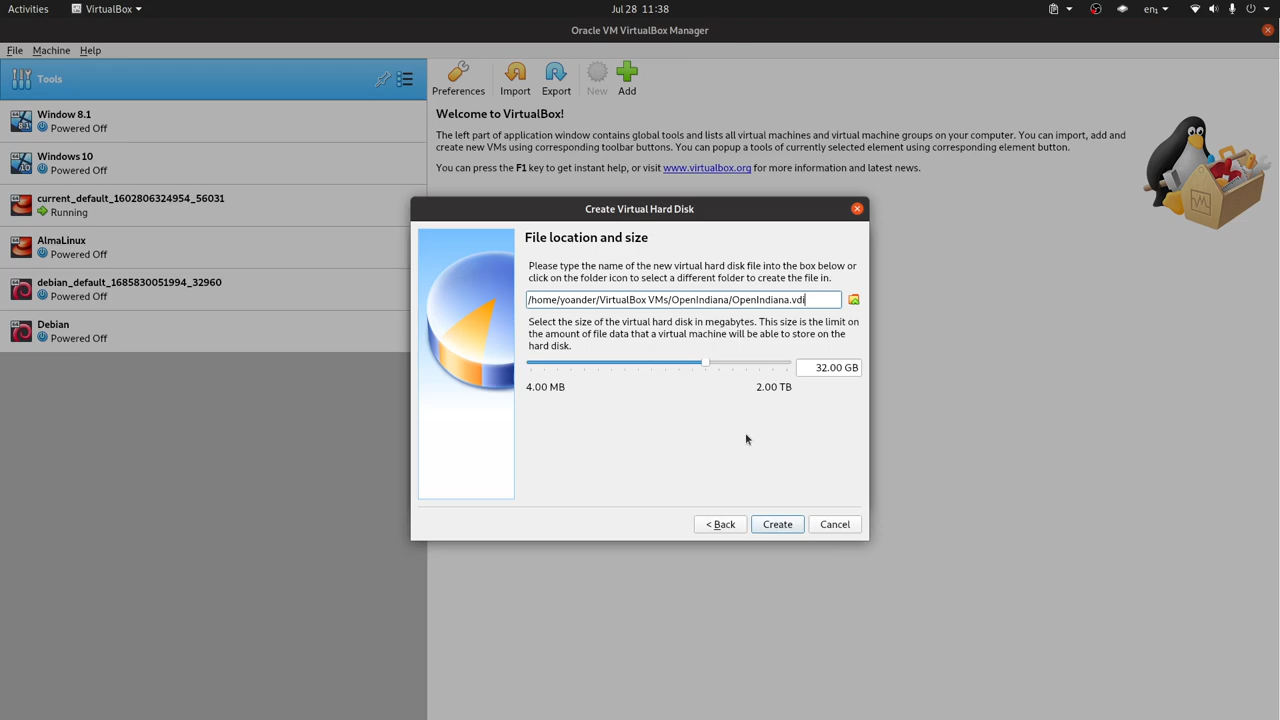 Activities VirtualBox Jul 28 11:38 en1
Oracle VM VirtualBox Manager
File Machine Help
Tools
Preferences Import Export New Add
Window 8.1
Powered Off
Windows 10
Powered Off
current_default_1602806324954_56031
Running
AlmaLinux
Powered Off
debian_default_1685830051994_32960
Powered Off
Debian
Powered Off
Welcome to VirtualBox!
The left part of application window contains global tools and lists all virtual machines and virtual machine groups on your computer. You can import, add and
create new VMs using corresponding toolbar buttons. You can popup a tools of currently selected element using corresponding element button.
You can press the F1 key to get instant help, or visit www.virtualbox.org for more information and latest news.
Create Virtual Hard Disk
File location and size
Please type the name of the new virtual hard disk file into the box below or
click on the folder icon to select a different folder to create the file in.
/home/yoander/VirtualBox VMs/OpenIndiana/OpenIndiana.vdi
Select the size of the virtual hard disk in megabytes. This size is the limit on
the amount of file data that a virtual machine will be able to store on the
hard disk.
32.00 GB
4.00 MB 2.00 TB
< Back Create Cancel